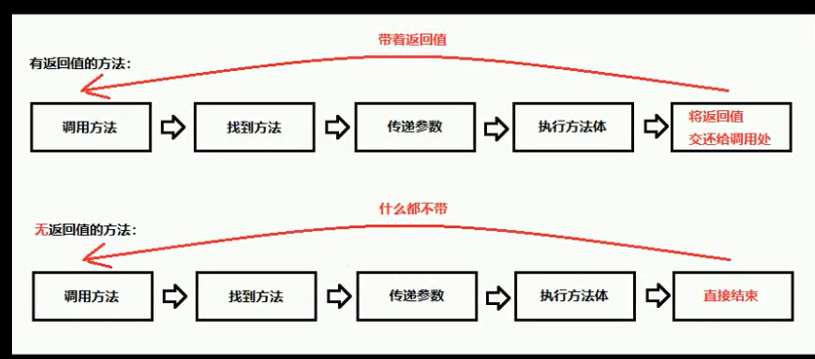 带着返回值
有返回值的方法：
调用方法
找到方法
传递参数
执行方法体
将返回值
交还给调用处
什么都不带
无返回值的方法：
调用方法
找到方法
传递参数
执行方法体
直接结束